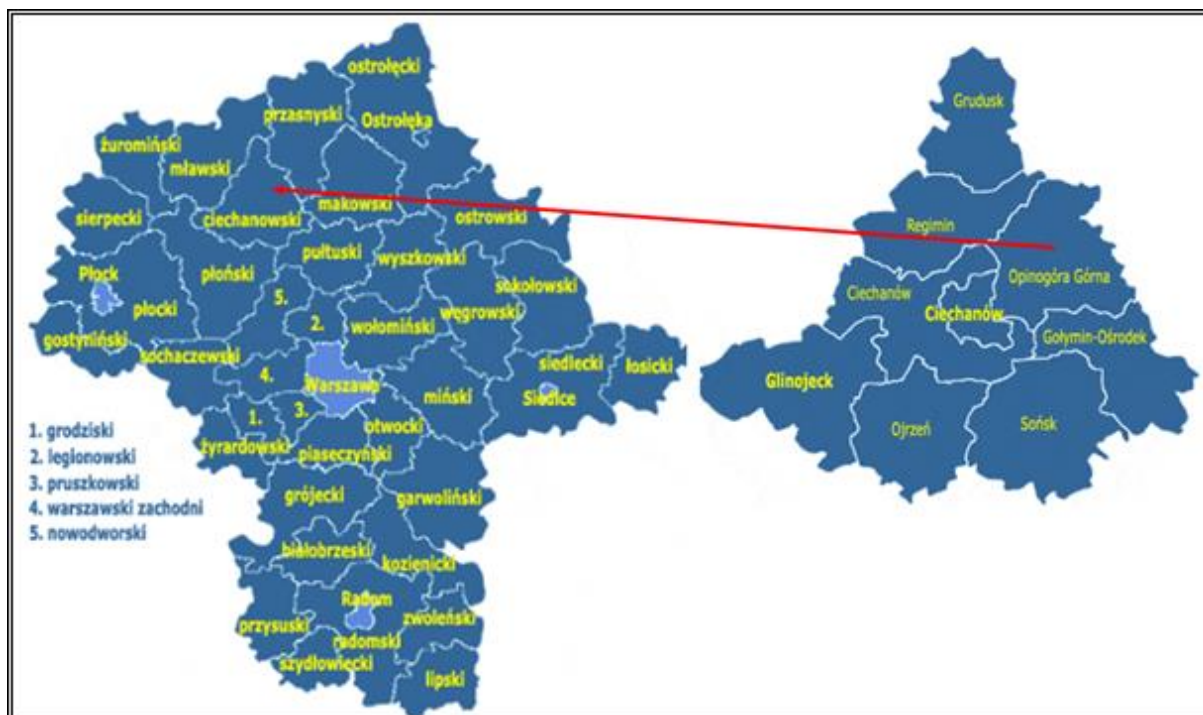 ostrołęcki
przasnyski
Ostrołęka
żuromiński
mławski
makowski
sierpecki
ciechanowski
ostrowski
pułtuski
wyszkowski
Płock
płoński
sokołowski
5.
płocki
węgrowski
2.
wołomiński
gostyniński
sochaczewski
siedlecki
łosicki
4.
Warszawa
miński
Siedlce
1.
3.
otwocki
żyrardowski
piaseczyński
grójecki
garwoliński
białobrzeski
kozienicki
Radom
zwoleński
przysuski
radomski
szydłowiecki
lipski
1. grodziski
2. legionowski
3. pruszkowski
4. warszawski zachodni
5. nowodworski
Grudusk
Regimin
Opinogóra Górna
Ciechanów
Ciechanów
Gołymin-Ośrodek
Glinojeck
Ojrzeń
Sońsk